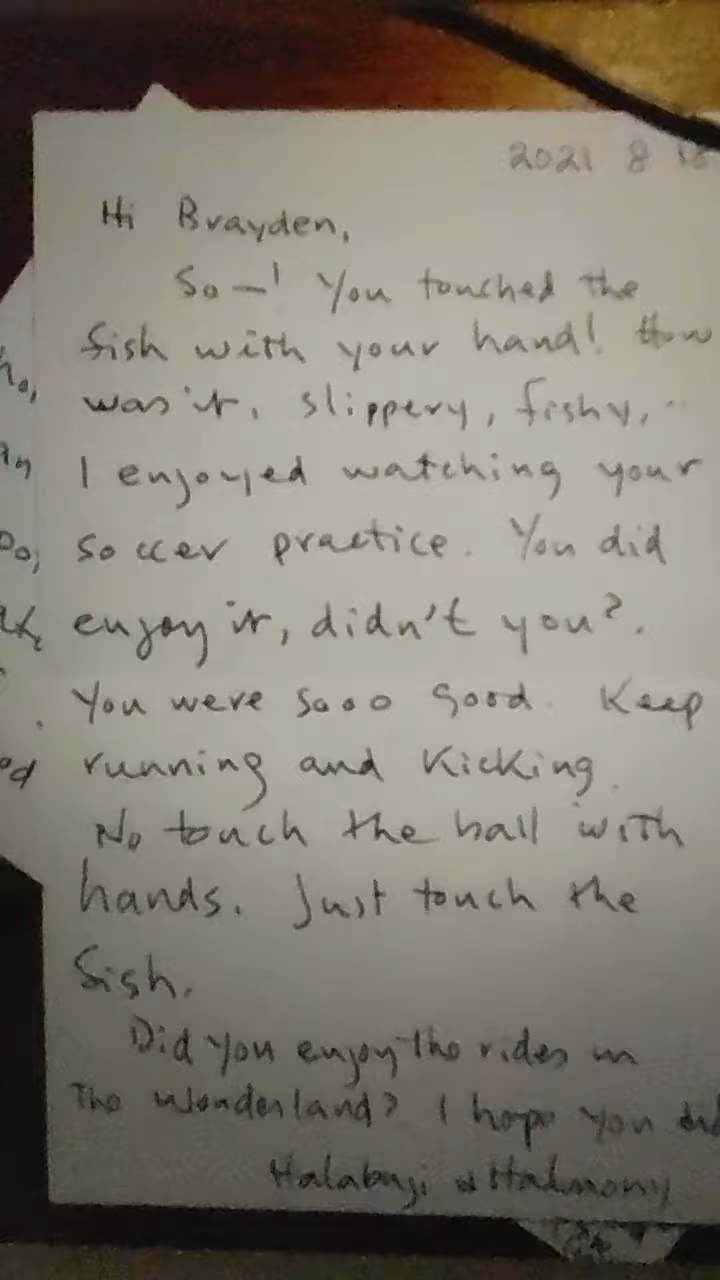 2021 8 18
Hi Brayden,
So—! You touched the
fish with your hand! How
was it, slippery, fishy, ..
I enjoyed watching your
soccer practice. You did
enjoy it, didn't you?.
You were sooo good. Keep
running and kicking.
No touch the ball with
hands. Just touch the
fish.
Did you enjoy the rides in
The Wonderland? I hope you did
Halabuji & Halmony